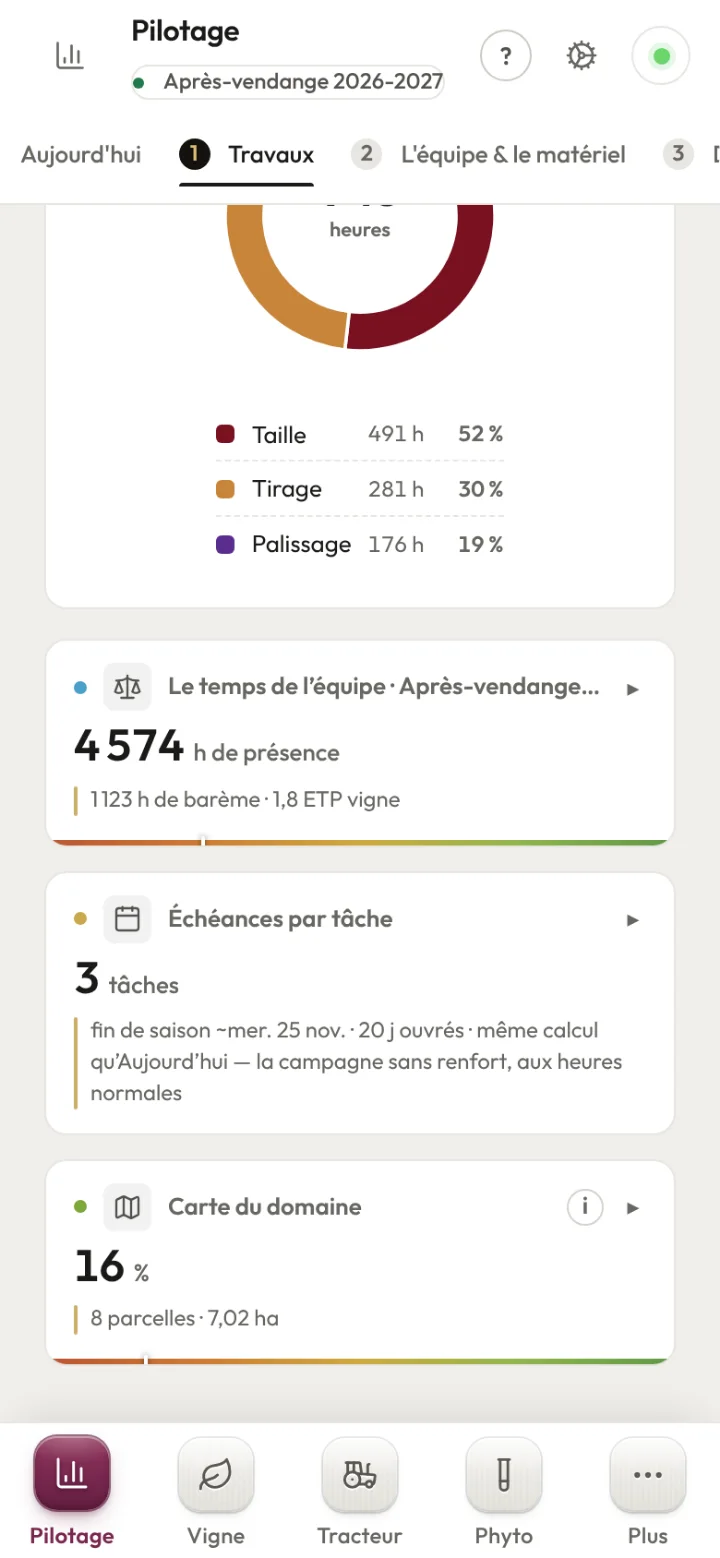 Pilotage
Après-vendange 2026-2027
?
Aujourd'hui
1 Travaux
2 L'équipe & le matériel
3
heures
Taille 491 h 52 %
Tirage 281 h 30 %
Palissage 176 h 19 %
Le temps de l’équipe · Après-vendange...
4 574 h de présence
1 123 h de barème · 1,8 ETP vigne
Échéances par tâche
3 tâches
fin de saison ~mer. 25 nov. · 20 j ouvrés · même calcul
qu’Aujourd’hui — la campagne sans renfort, aux heures
normales
Carte du domaine
i
16 %
8 parcelles · 7,02 ha
Pilotage
Vigne
Tracteur
Phyto
Plus